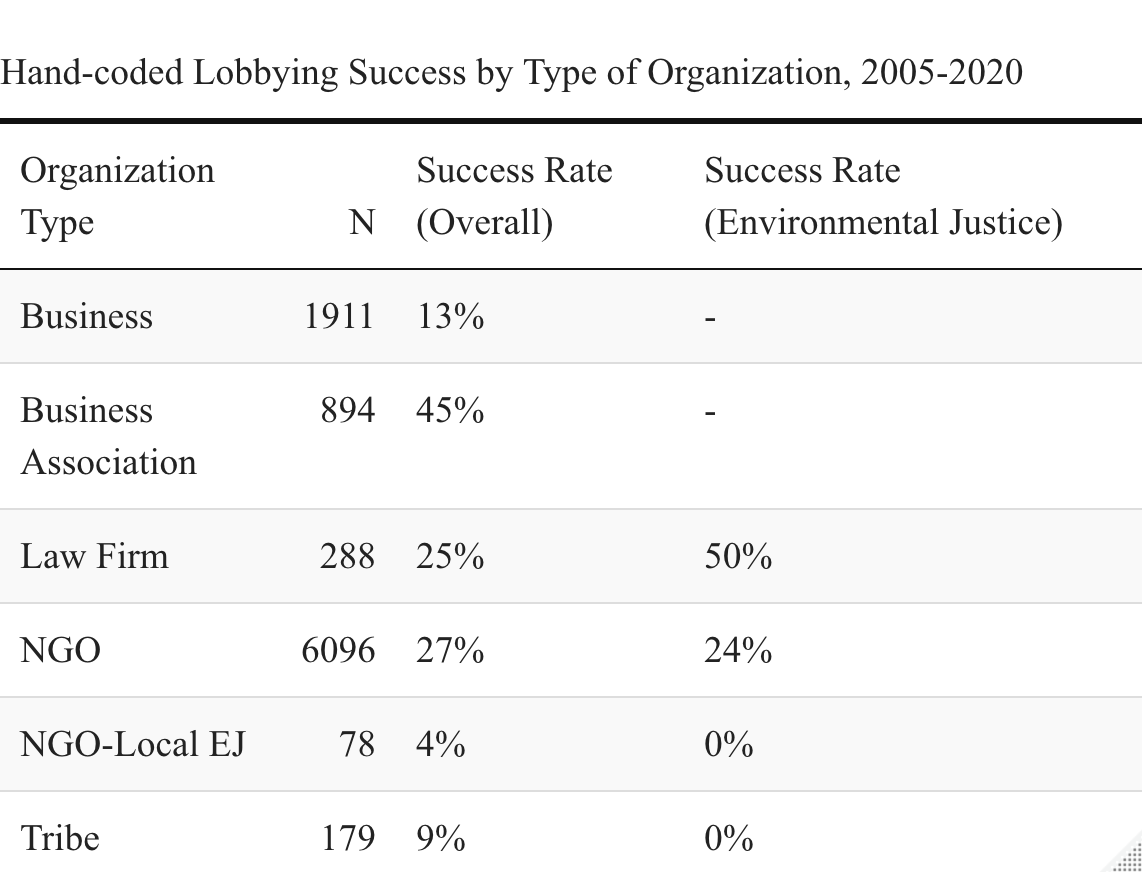 Hand-coded Lobbying Success by Type of Organization, 2005-2020
Organization Type N Success Rate (Overall) Success Rate (Environmental Justice)
Business 1911 13% -
Business Association 894 45% -
Law Firm 288 25% 50%
NGO 6096 27% 24%
NGO-Local EJ 78 4% 0%
Tribe 179 9% 0%